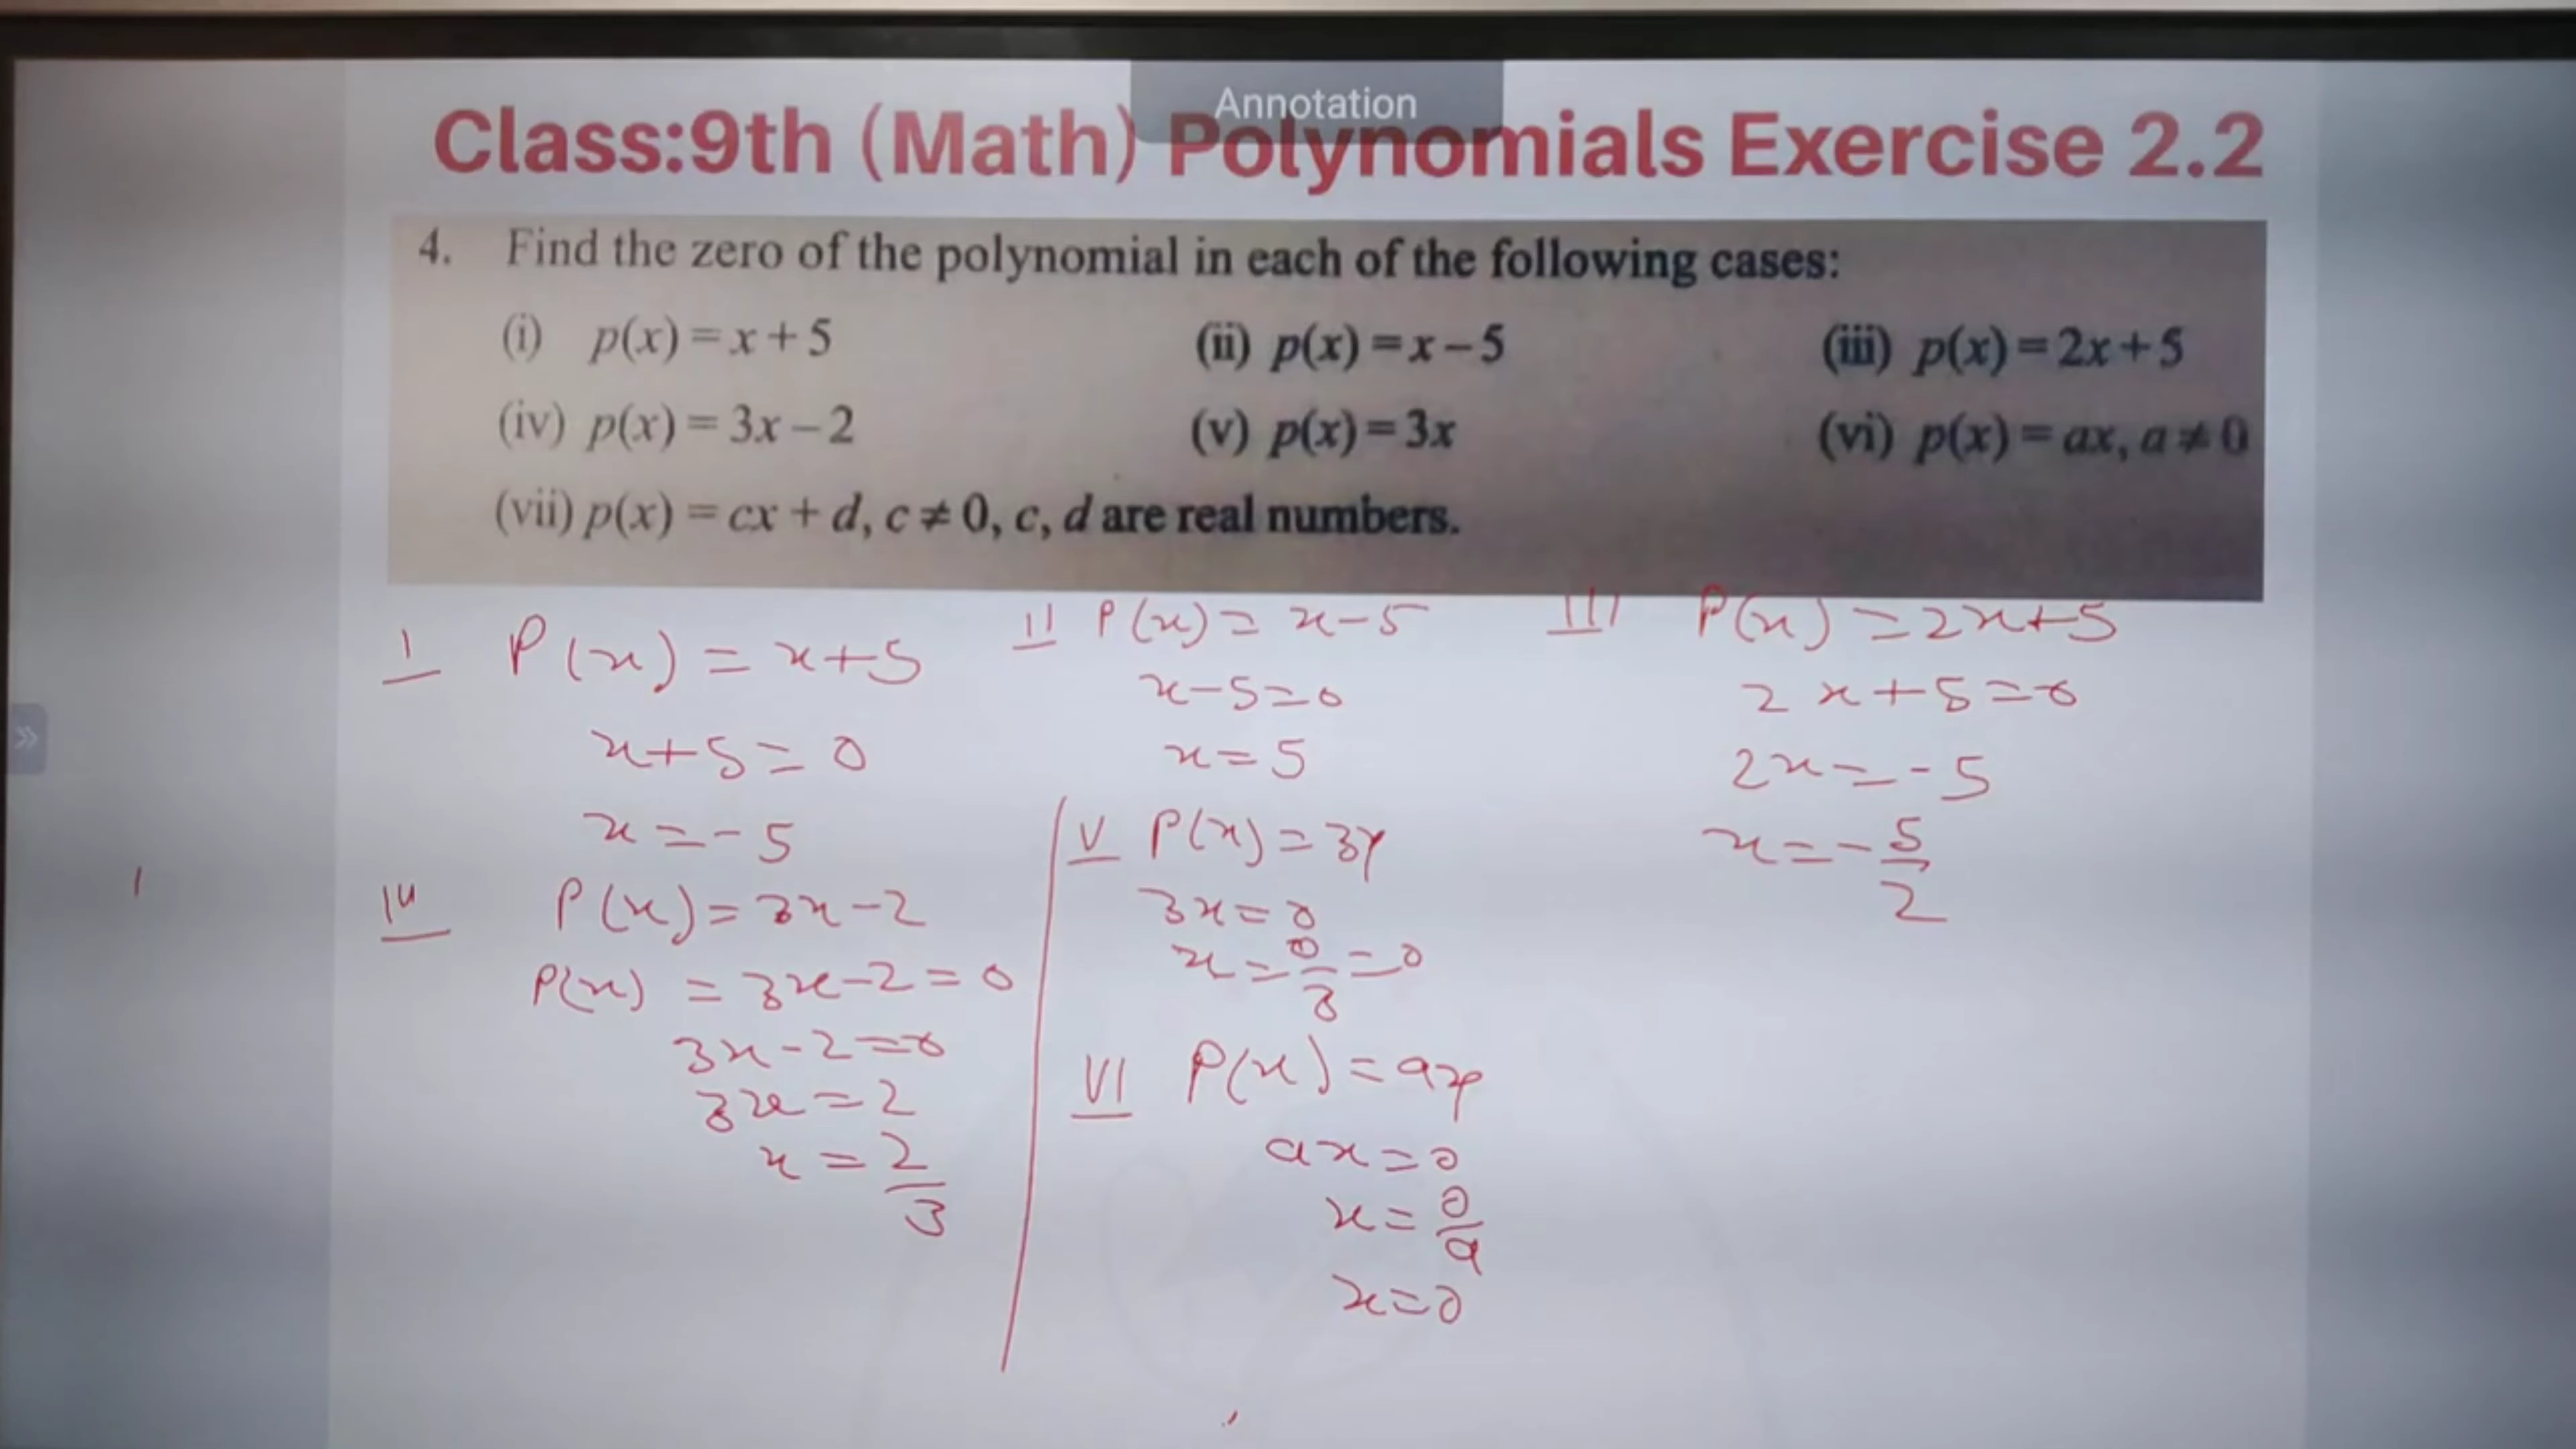 Annotation
Class:9th (Math) Polynomials Exercise 2.2
4. Find the zero of the polynomial in each of the following cases:
(i) p(x) = x + 5 (ii) p(x) = x – 5 (iii) p(x) = 2x + 5
(iv) p(x) = 3x – 2 (v) p(x) = 3x (vi) p(x) = ax, a ≠ 0
(vii) p(x) = cx + d, c ≠ 0, c, d are real numbers.
I P(x) = x+5
x+5 = 0
x = -5
II P(x) = x-5
x-5=0
x = 5
III P(x) = 2x+5
2x+5=0
2x = -5
x = -5/2
IV P(x) = 3x-2
P(x) = 3x-2 = 0
3x-2=0
3x = 2
x = 2/3
V P(x) = 3x
3x = 0
x = 0/3 = 0
VI P(x) = ax
ax = 0
x = 0/a
x = 0